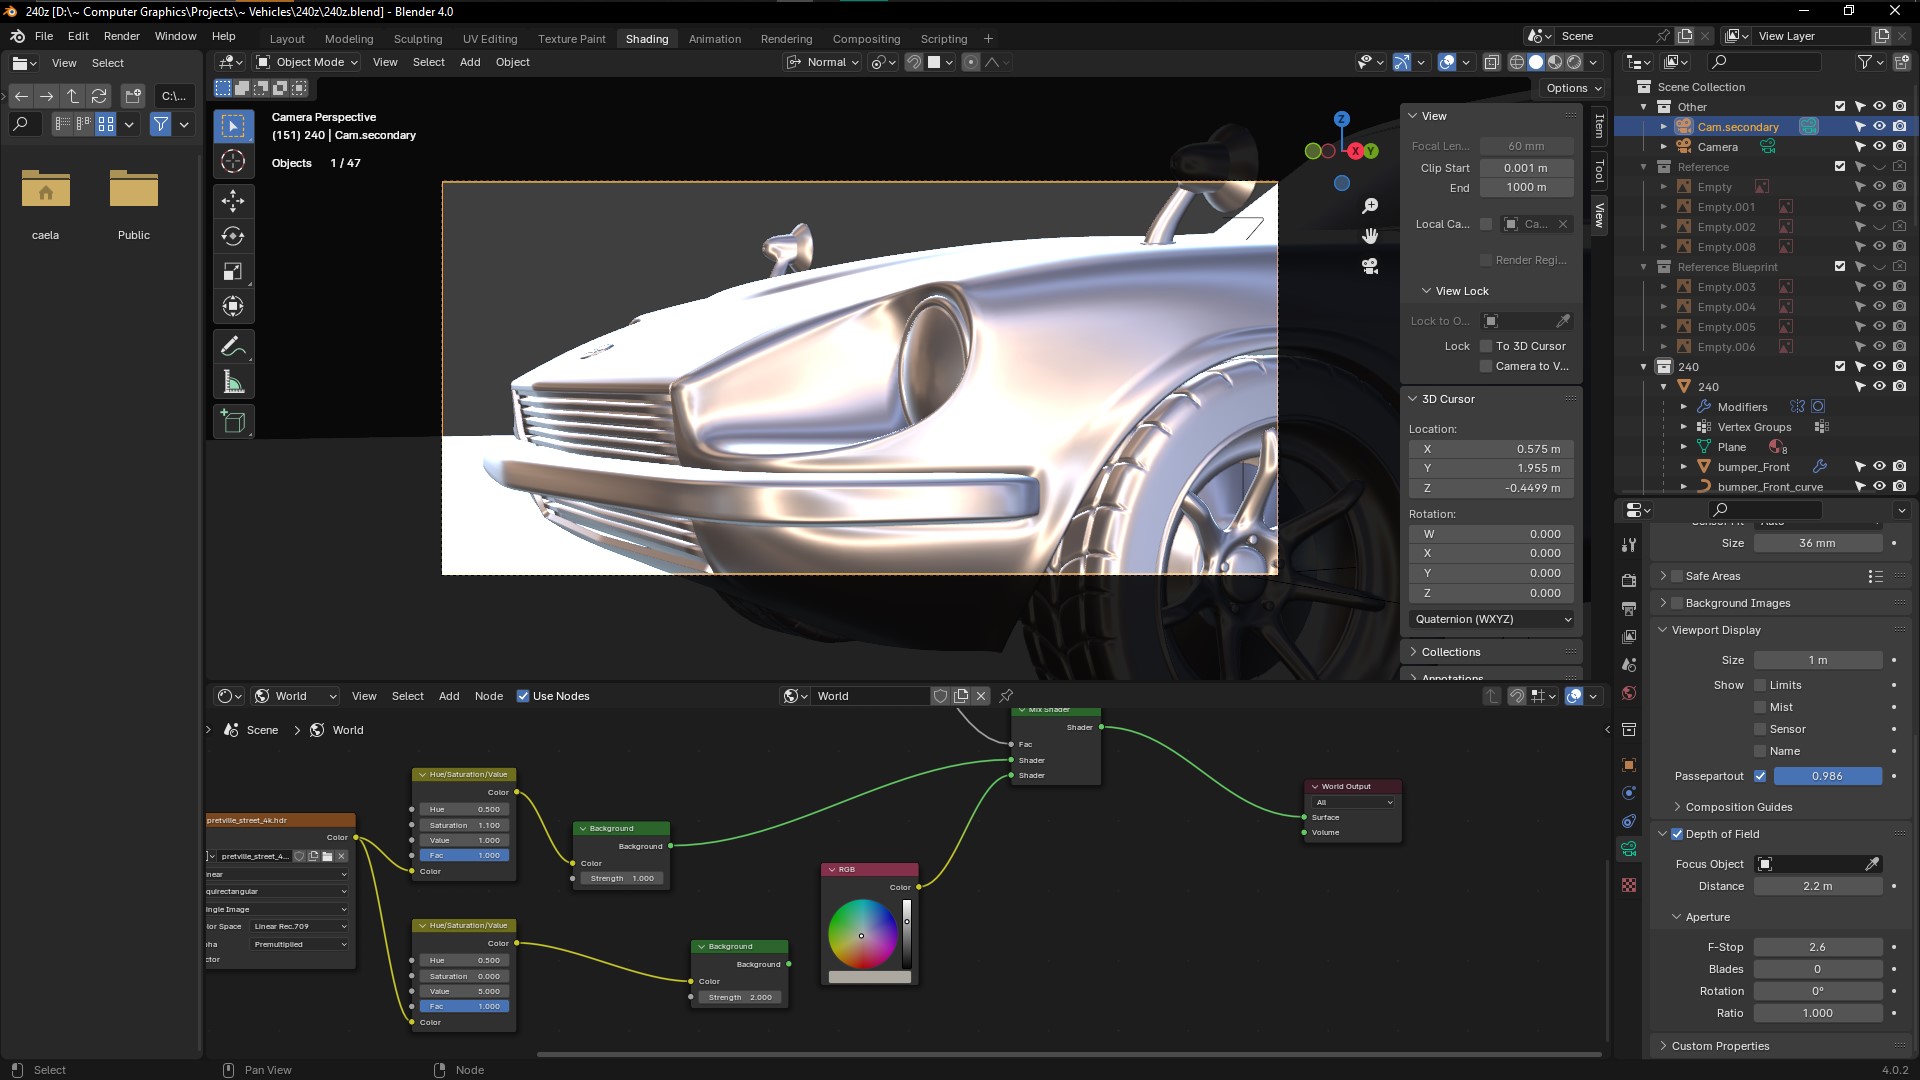 240z [D:\~ Computer Graphics\Projects\~ Vehicles\240z\240z.blend] - Blender 4.0
File Edit Render Window Help
Layout Modeling Sculpting UV Editing Texture Paint Shading Animation Rendering Compositing Scripting +
Scene
View Layer
View Select
C:\...
caela
Public
Object Mode View Select Add Object
Normal
Options
Camera Perspective
(151) 240 | Cam.secondary
Objects 1 / 47
Z
X
Y
View
Focal Len... 60 mm
Clip Start 0.001 m
End 1000 m
Local Ca... Ca...
Render Regi...
View Lock
Lock to O...
Lock To 3D Cursor
Camera to V...
3D Cursor
Location:
X 0.575 m
Y 1.955 m
Z -0.4499 m
Rotation:
W 0.000
X 0.000
Y 0.000
Z 0.000
Quaternion (WXYZ)
Collections
Annotations
Item
Tool
View
Scene Collection
Other
Cam.secondary
Camera
Reference
Empty
Empty.001
Empty.002
Empty.008
Reference Blueprint
Empty.003
Empty.004
Empty.005
Empty.006
240
240
Modifiers
Vertex Groups
Plane 8
bumper_Front
bumper_Front_curve
Size 36 mm
Safe Areas
Background Images
Viewport Display
Size 1 m
Show Limits
Mist
Sensor
Name
Passepartout 0.986
Composition Guides
Depth of Field
Focus Object
Distance 2.2 m
Aperture
F-Stop 2.6
Blades 0
Rotation 0°
Ratio 1.000
Custom Properties
World View Select Add Node Use Nodes
World
Scene > World
pretville_street_4k.hdr
Color
pretville_street_4...
near
quirectangular
ngle Image
lor Space Linear Rec.709
ha Premultiplied
ctor
Hue/Saturation/Value
Color
Hue 0.500
Saturation 1.100
Value 1.000
Fac 1.000
Color
Hue/Saturation/Value
Color
Hue 0.500
Saturation 0.000
Value 5.000
Fac 1.000
Color
Background
Background
Color
Strength 1.000
Background
Background
Color
Strength 2.000
RGB
Color
Mix Shader
Shader
Fac
Shader
Shader
World Output
All
Surface
Volume
Select
Pan View
Node
4.0.2